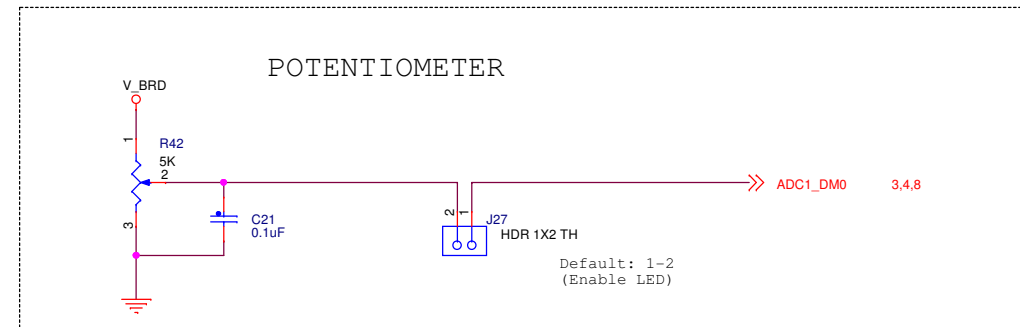 POTENTIOMETER
V_BRD
1
R42
5K
2
3
C21
0.1uF
2
1
J27
HDR 1X2 TH
Default: 1-2
(Enable LED)
ADC1_DM0 3,4,8